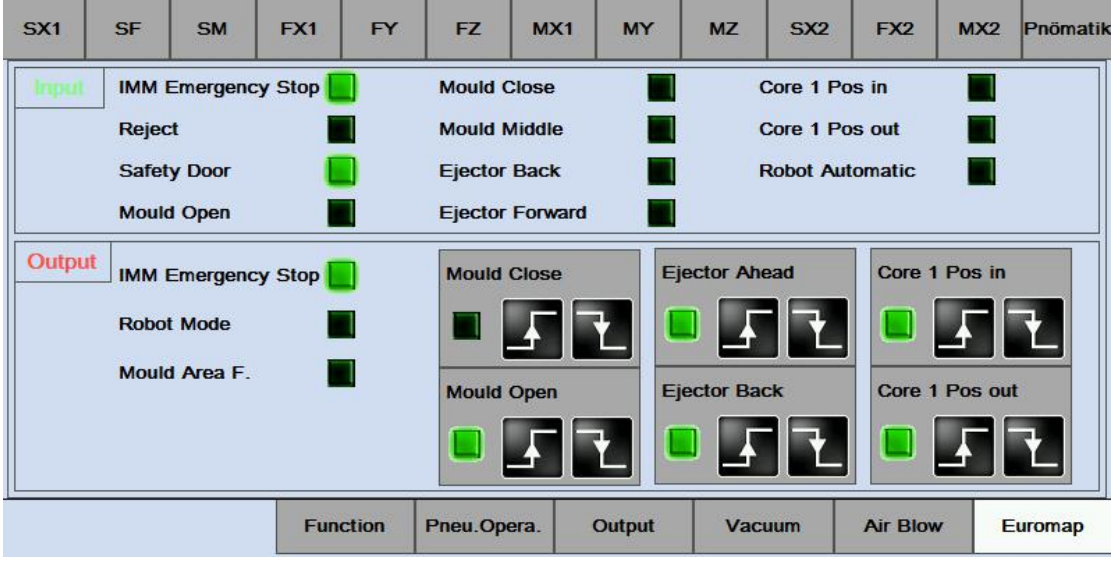 SX1 SF SM FX1 FY FZ MX1 MY MZ SX2 FX2 MX2 Pnömatik
Input
IMM Emergency Stop Mould Close Core 1 Pos in
Reject Mould Middle Core 1 Pos out
Safety Door Ejector Back Robot Automatic
Mould Open Ejector Forward
Output
IMM Emergency Stop Mould Close Ejector Ahead Core 1 Pos in
Robot Mode
Mould Area F.
Mould Open Ejector Back Core 1 Pos out
Function Pneu.Opera. Output Vacuum Air Blow Euromap